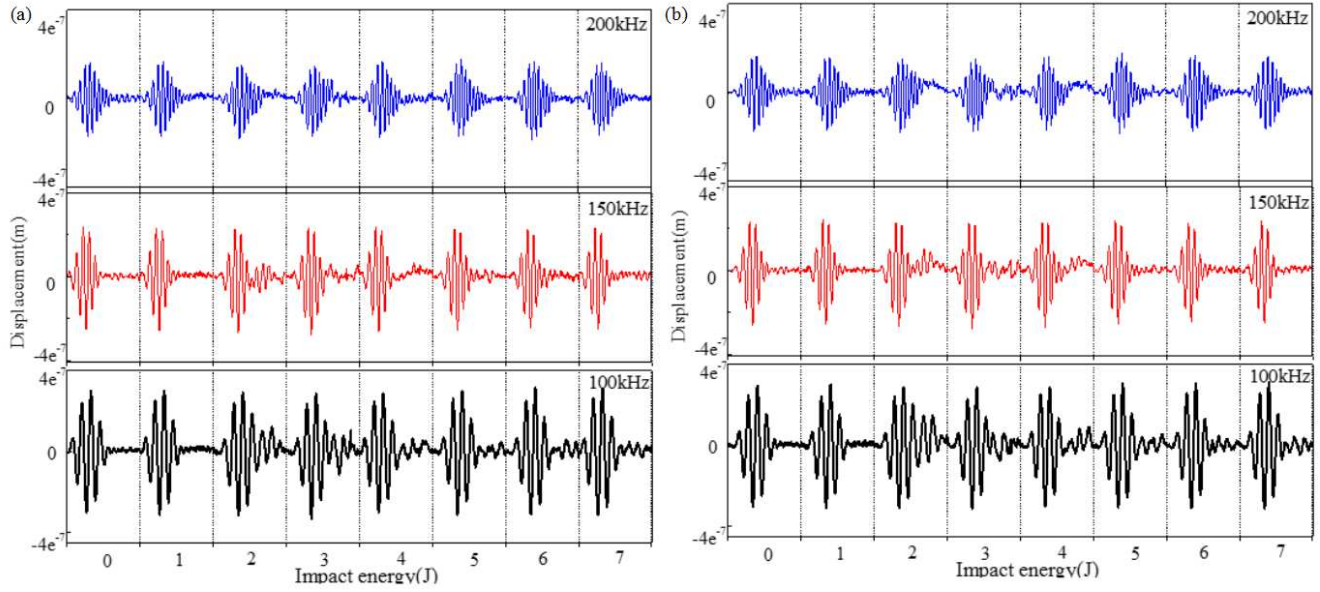 (a)
4e-7
200kHz
0
-4e-7
4e-7
150kHz
0
-4e-7
4e-7
100kHz
0
-4e-7
Displacement(m)
0 1 2 3 4 5 6 7
Impact energy(J)
(b)
4e-7
200kHz
0
-4e-7
4e-7
150kHz
0
-4e-7
4e-7
100kHz
0
-4e-7
Displacement(m)
0 1 2 3 4 5 6 7
Impact energy(J)